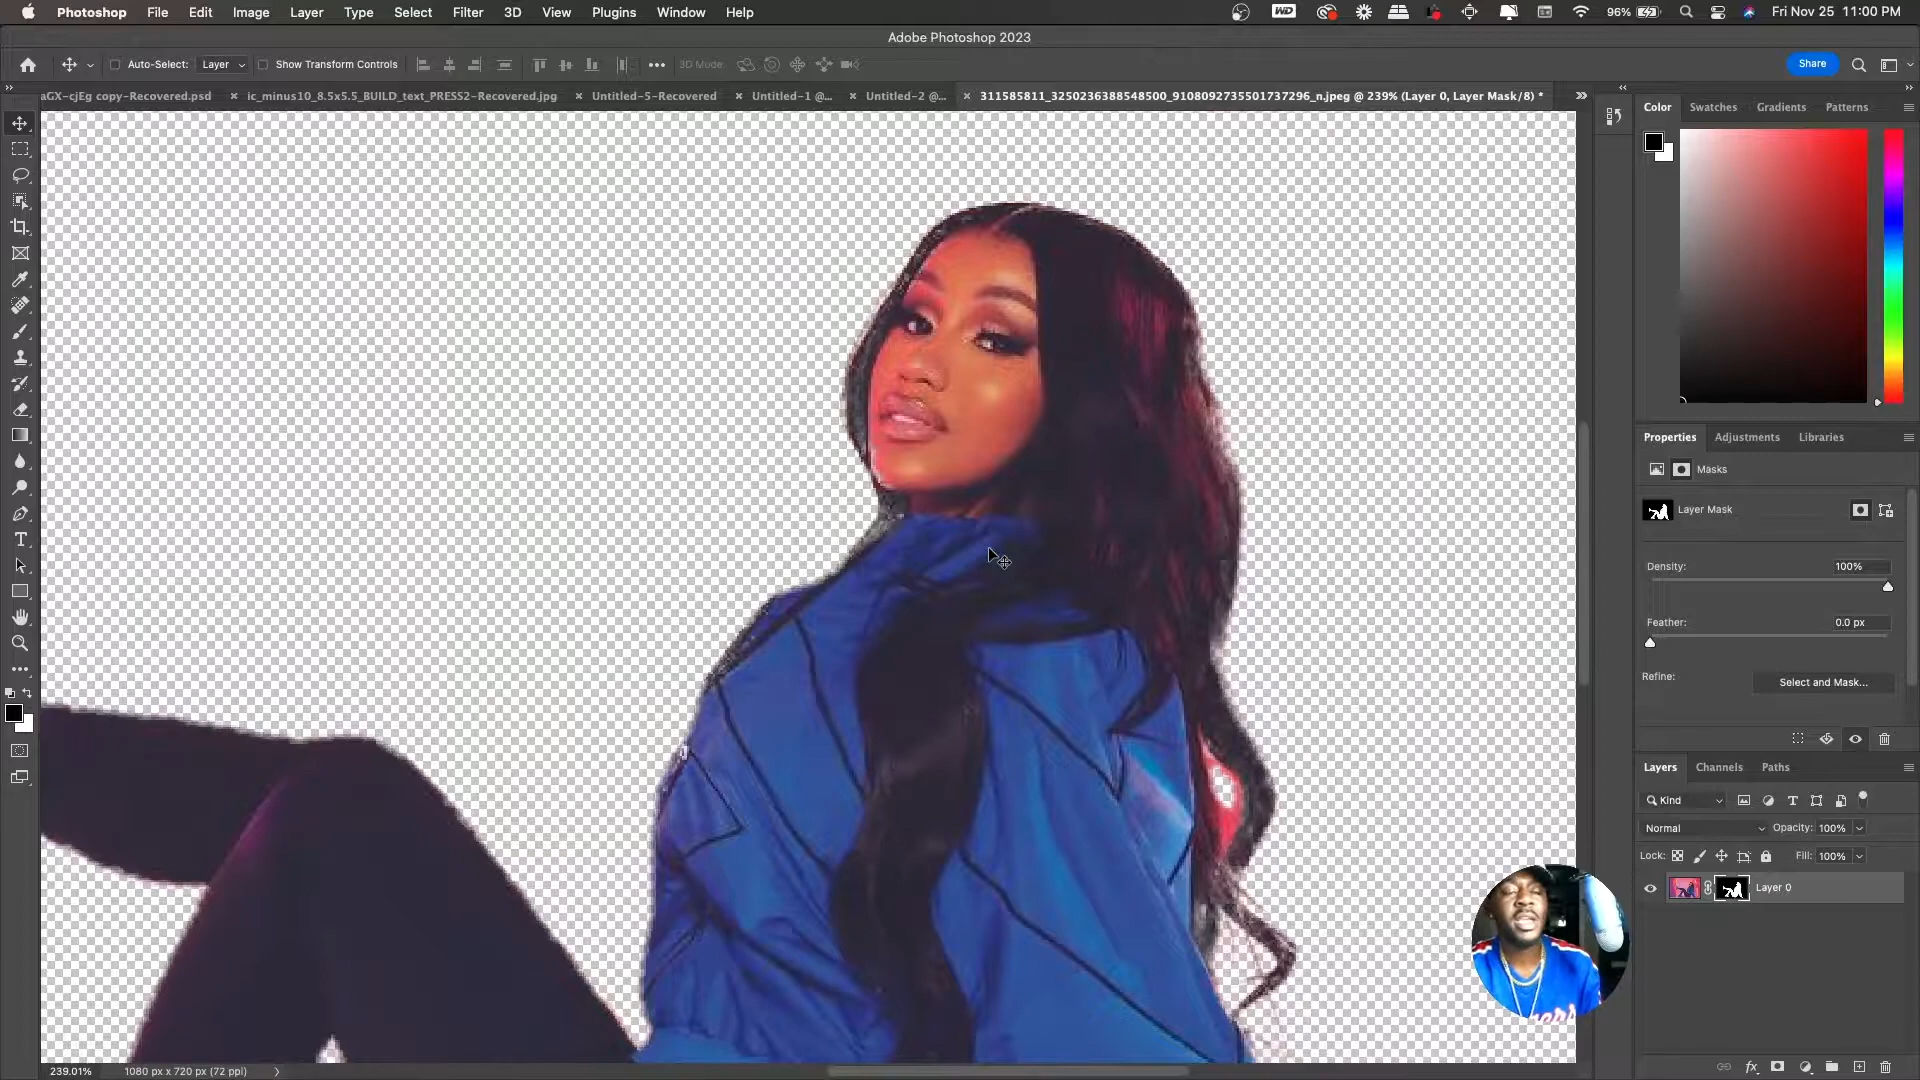 Photoshop File Edit Image Layer Type Select Filter 3D View Plugins Window Help WD 96% Fri Nov 25 11:00 PM
Adobe Photoshop 2023
Auto-Select: Layer Show Transform Controls 3D Mode: Share
aGX-cjEg copy-Recovered.psd ic_minus10_8.5x5.5_BUILD_text_PRESS2-Recovered.jpg Untitled-5-Recovered Untitled-1 @... Untitled-2 @... 311585811_3250236388548500_9108092735501737296_n.jpeg @ 239% (Layer 0, Layer Mask/8) *
Color Swatches Gradients Patterns
Properties Adjustments Libraries
Masks
Layer Mask
Density: 100%
Feather: 0.0 px
Refine: Select and Mask...
Layers Channels Paths
Kind
Normal Opacity: 100%
Lock: Fill: 100%
Layer 0
239.01% 1080 px x 720 px (72 ppi)